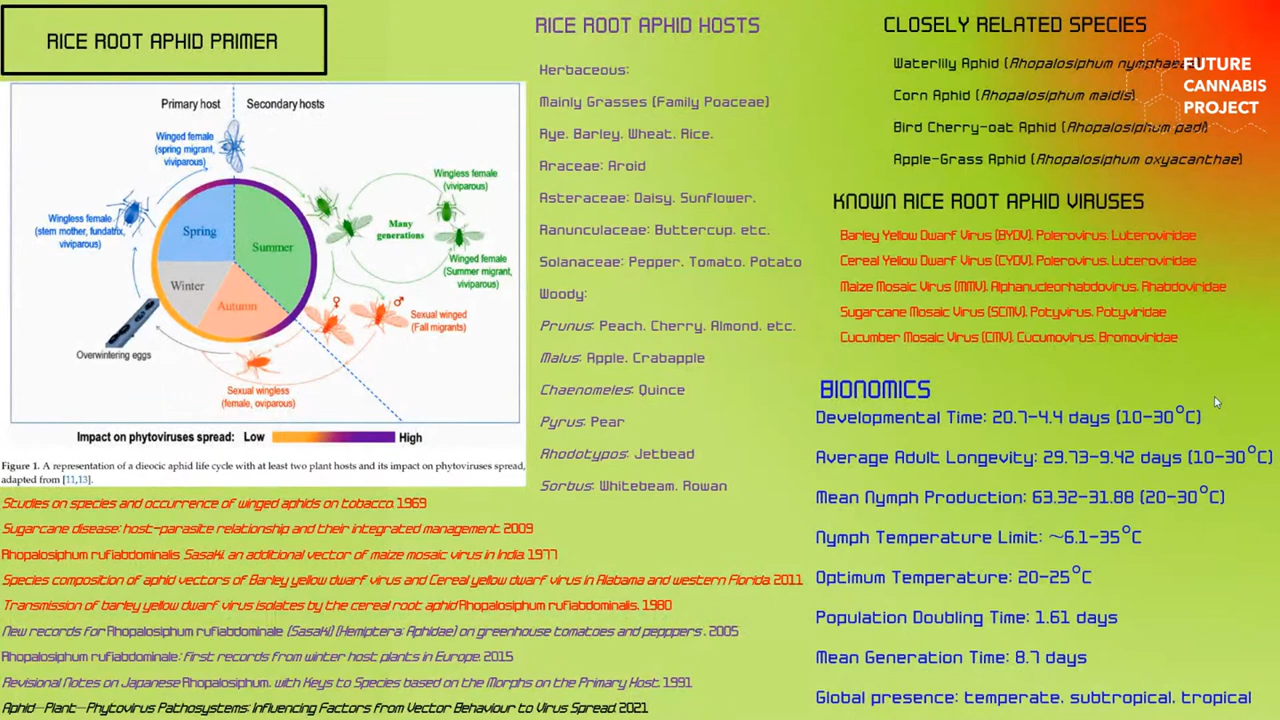 RICE ROOT APHID PRIMER
Primary host
Secondary hosts
Winged female
(spring migrant,
viviparous)
Wingless female
(stem mother, fundatrix,
viviparous)
Wingless female
(viviparous)
Many
generations
Winged female
(Summer migrant,
viviparous)
Spring
Summer
Winter
Autumn
♀
♂
Sexual winged
(Fall migrants)
Overwintering eggs
Sexual wingless
(female, oviparous)
Impact on phytoviruses spread: Low High
Figure 1. A representation of a dieocic aphid life cycle with at least two plant hosts and its impact on phytoviruses spread,
adapted from [11,13].
Studies on species and occurrence of winged aphids on tobacco. 1969
Sugarcane disease: host-parasite relationship and their integrated management. 2009
Rhopalosiphum rufiabdominalis Sasaki, an additional vector of maize mosaic virus in India. 1977
Species composition of aphid vectors of Barley yellow dwarf virus and Cereal yellow dwarf virus in Alabama and western Florida. 2011
Transmission of barley yellow dwarf virus isolates by the cereal root aphid Rhopalosiphum rufiabdominalis. 1980
New records for Rhopalosiphum rufiabdominale (Sasaki) (Hemiptera: Aphidae) on greenhouse tomatoes and pepppers . 2005
Rhopalosiphum rufiabdominale: First records from winter host plants in Europe. 2015
Revisional Notes on Japanese Rhopalosiphum, with Keys to Species based on the Morphs on the Primary Host. 1991
Aphid–Plant–Phytovirus Pathosystems: Influencing Factors from Vector Behaviour to Virus Spread. 2021
RICE ROOT APHID HOSTS
Herbaceous:
Mainly Grasses (Family Poaceae)
Rye, Barley, Wheat, Rice,
Araceae: Aroid
Asteraceae: Daisy, Sunflower,
Ranunculaceae: Buttercup, etc.
Solanaceae: Pepper, Tomato, Potato
Woody:
Prunus: Peach, Cherry, Almond, etc.
Malus: Apple, Crabapple
Chaenomeles: Quince
Pyrus: Pear
Rhodotypos: Jetbead
Sorbus: Whitebeam, Rowan
CLOSELY RELATED SPECIES
Waterlily Aphid (Rhopalosiphum nymphaeae)
Corn Aphid (Rhopalosiphum maidis)
Bird Cherry-oat Aphid (Rhopalosiphum padi)
Apple-Grass Aphid (Rhopalosiphum oxyacanthae)
FUTURE
CANNABIS
PROJECT
KNOWN RICE ROOT APHID VIRUSES
Barley Yellow Dwarf Virus (BYDV), Polerovirus, Luteroviridae
Cereal Yellow Dwarf Virus (CYDV), Polerovirus, Luteroviridae
Maize Mosaic Virus (MMV), Alphanucleorhabdovirus, Rhabdoviridae
Sugarcane Mosaic Virus (SCMV), Potyvirus, Potyviridae
Cucumber Mosaic Virus (CMV), Cucumovirus, Bromoviridae
BIONOMICS
Developmental Time: 20.7-4.4 days (10-30°C)
Average Adult Longevity: 29.73-9.42 days (10-30°C)
Mean Nymph Production: 63.32-31.88 (20-30°C)
Nymph Temperature Limit: ~6.1-35°C
Optimum Temperature: 20-25°C
Population Doubling Time: 1.61 days
Mean Generation Time: 8.7 days
Global presence: temperate, subtropical, tropical